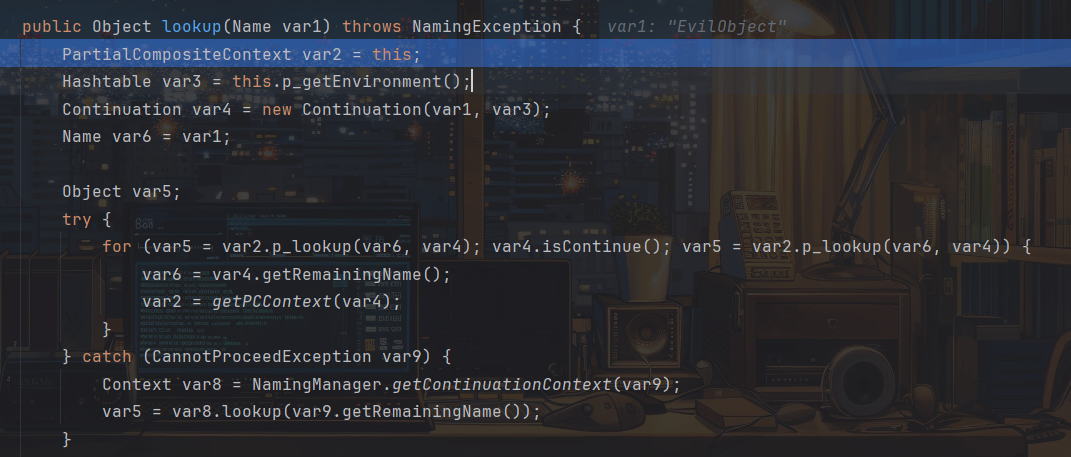 public Object lookup(Name var1) throws NamingException {   var1: "EvilObject"
    PartialCompositeContext var2 = this;
    Hashtable var3 = this.p_getEnvironment();
    Continuation var4 = new Continuation(var1, var3);
    Name var6 = var1;

    Object var5;
    try {
        for (var5 = var2.p_lookup(var6, var4); var4.isContinue(); var5 = var2.p_lookup(var6, var4)) {
            var6 = var4.getRemainingName();
            var2 = getPCContext(var4);
        }
    } catch (CannotProceedException var9) {
        Context var8 = NamingManager.getContinuationContext(var9);
        var5 = var8.lookup(var9.getRemainingName());
    }